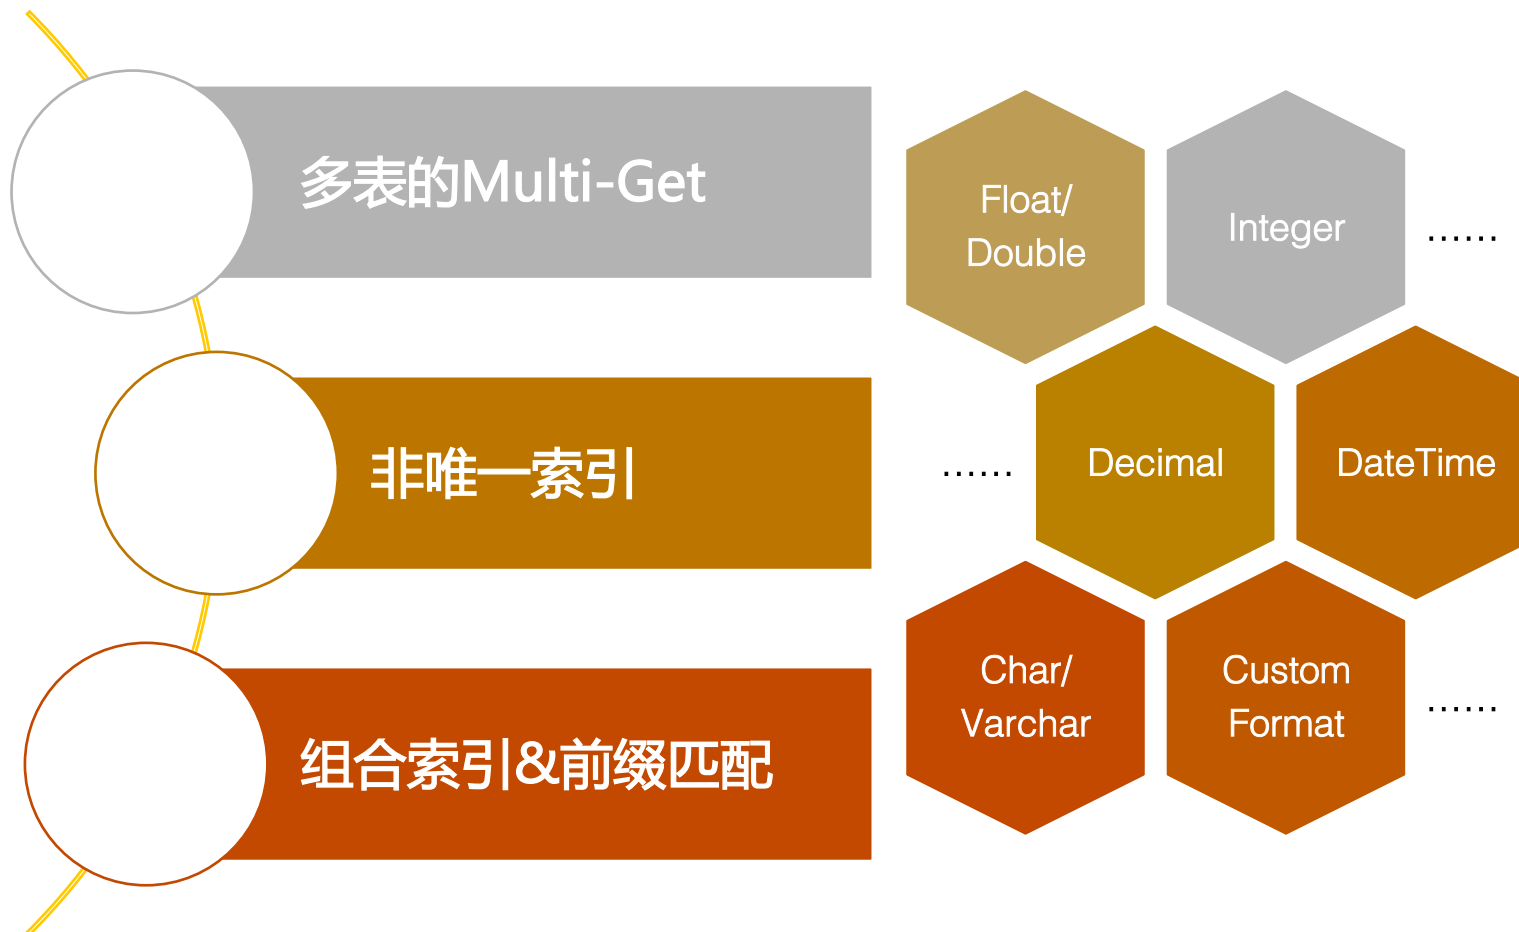 多表的Multi-Get
非唯一索引
组合索引&前缀匹配
Float/
Double
Integer
......
......
Decimal
DateTime
Char/
Varchar
Custom
Format
......